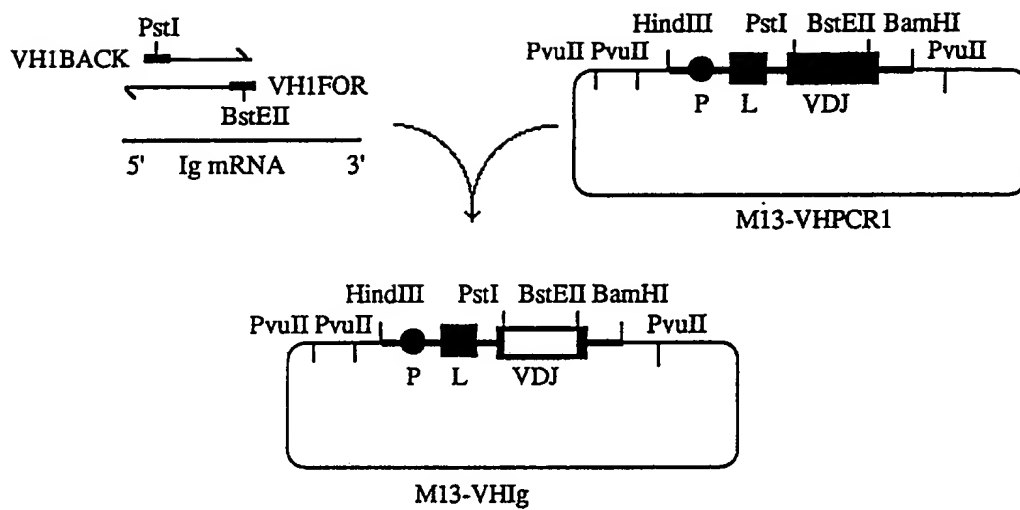 PstI
VH1BACK
VH1FOR
BstEII
5' Ig mRNA 3'
HindIII PstI BstEII BamHI
PvuII PvuII PvuII
P L VDJ
M13-VHPCR1
HindIII PstI BstEII BamHI
PvuII PvuII PvuII
P L VDJ
M13-VHIg